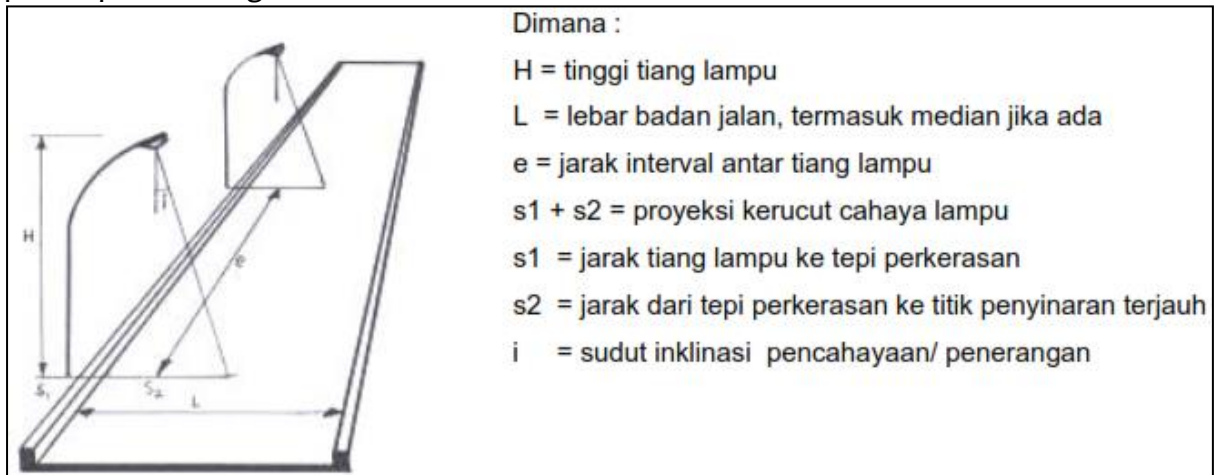 Dimana :
H = tinggi tiang lampu
L = lebar badan jalan, termasuk median jika ada
e = jarak interval antar tiang lampu
s1 + s2 = proyeksi kerucut cahaya lampu
s1 = jarak tiang lampu ke tepi perkerasan
s2 = jarak dari tepi perkerasan ke titik penyinaran terjauh
i = sudut inklinasi pencahayaan/ penerangan
H
i
e
S1
S2
L